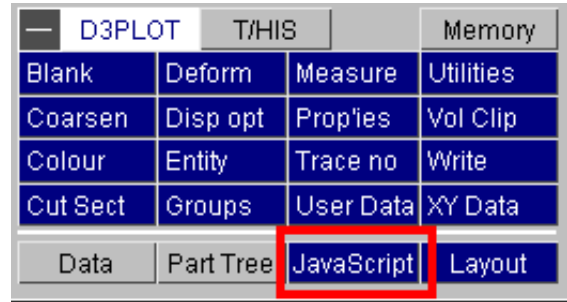 D3PLOT T/HIS Memory
Blank Deform Measure Utilities
Coarsen Disp opt Prop'ies Vol Clip
Colour Entity Trace no Write
Cut Sect Groups User Data XY Data
Data Part Tree JavaScript Layout